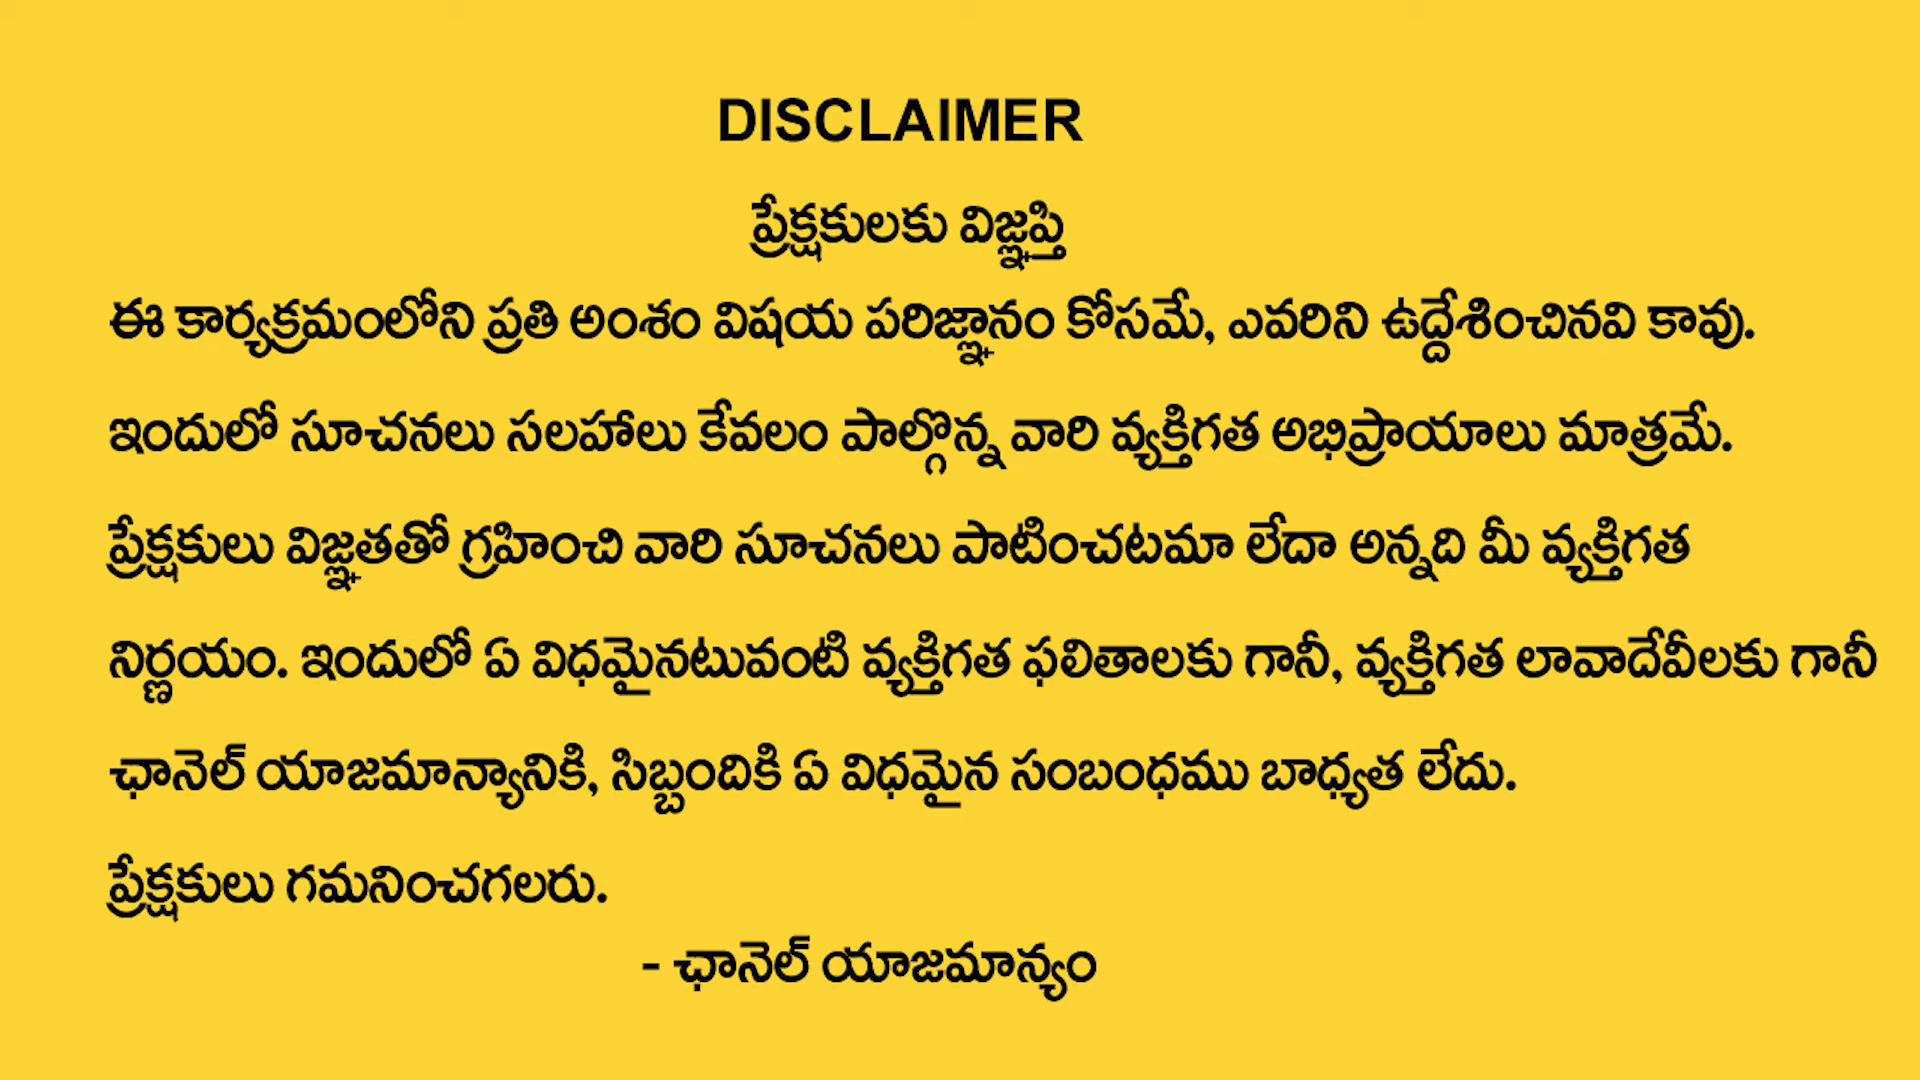 DISCLAIMER
ప్రేక్షకులకు విజ్ఞప్తి
ఈ కార్యక్రమంలోని ప్రతి అంశం విషయ పరిజ్ఞానం కోసమే, ఎవరిని ఉద్దేశించినవి కావు.
ఇందులో సూచనలు సలహాలు కేవలం పాల్గొన్న వారి వ్యక్తిగత అభిప్రాయాలు మాత్రమే.
ప్రేక్షకులు విజ్ఞతతో గ్రహించి వారి సూచనలు పాటించటమా లేదా అన్నది మీ వ్యక్తిగత
నిర్ణయం. ఇందులో ఏ విధమైనటువంటి వ్యక్తిగత ఫలితాలకు గానీ, వ్యక్తిగత లావాదేవీలకు గానీ
ఛానెల్ యాజమాన్యానికి, సిబ్బందికి ఏ విధమైన సంబంధము బాధ్యత లేదు.
ప్రేక్షకులు గమనించగలరు.
- ఛానెల్ యాజమాన్యం